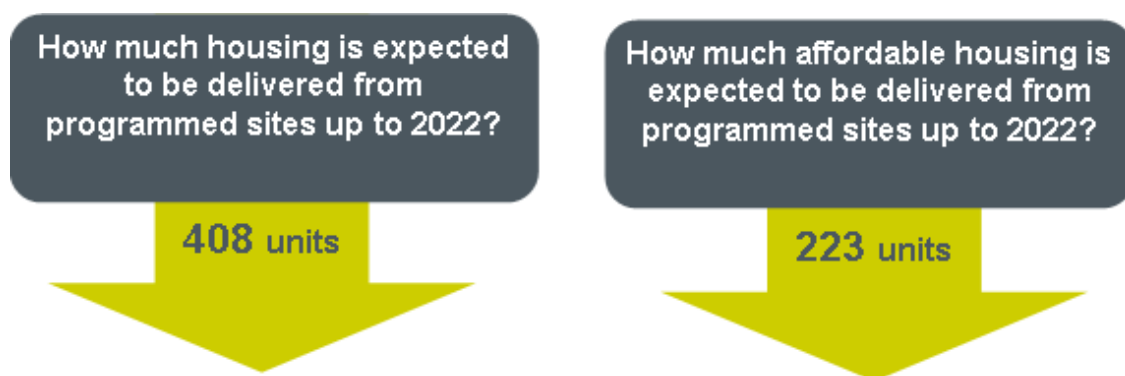 How much housing is expected
to be delivered from
programmed sites up to 2022?
408 units
How much affordable housing is
expected to be delivered from
programmed sites up to 2022?
223 units